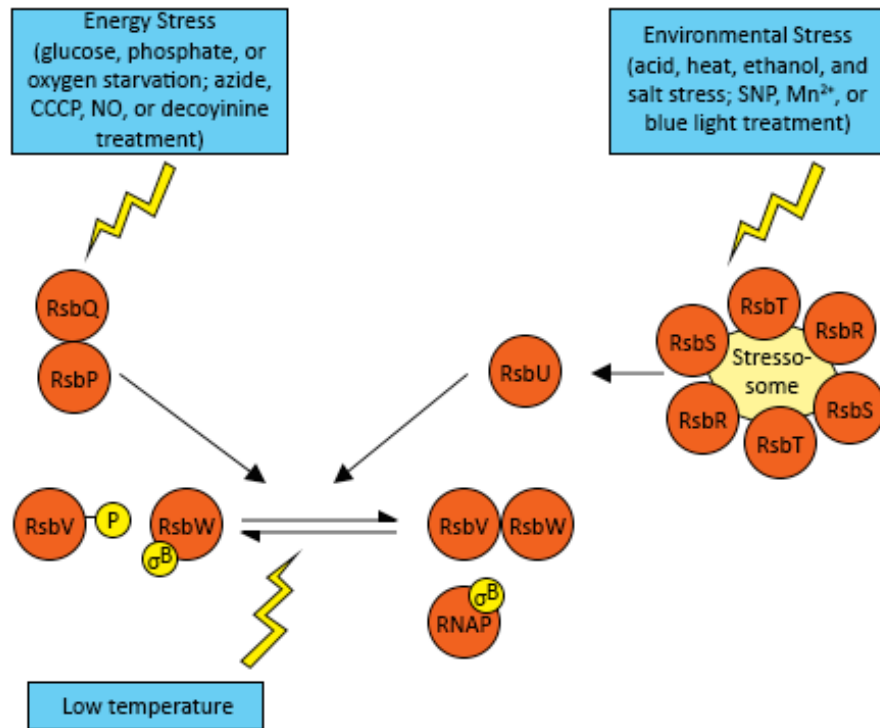 Energy Stress
(glucose, phosphate, or
oxygen starvation; azide,
CCCP, NO, or decoyinine
treatment)
Environmental Stress
(acid, heat, ethanol, and
salt stress; SNP, Mn²⁺, or
blue light treatment)
RsbQ
RsbP
RsbU
RsbT
RsbR
RsbS
Stresso-
some
RsbR
RsbT
RsbS
RsbV
P
RsbW
σᴮ
RsbV
RsbW
σᴮ
RNAP
Low temperature